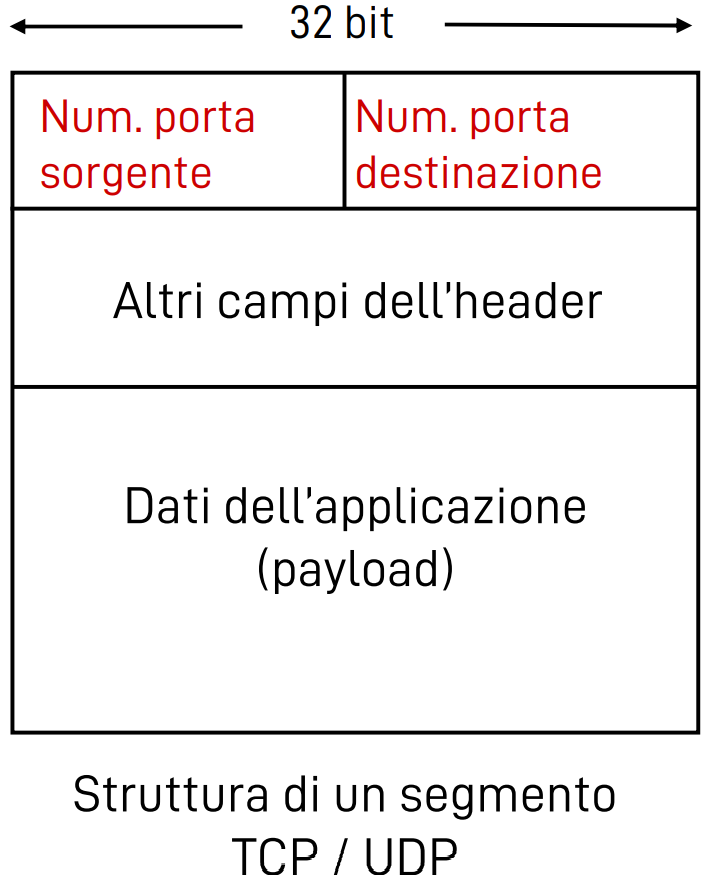 32 bit
Num. porta
sorgente
Num. porta
destinazione
Altri campi dell'header
Dati dell'applicazione
(payload)
Struttura di un segmento
TCP / UDP